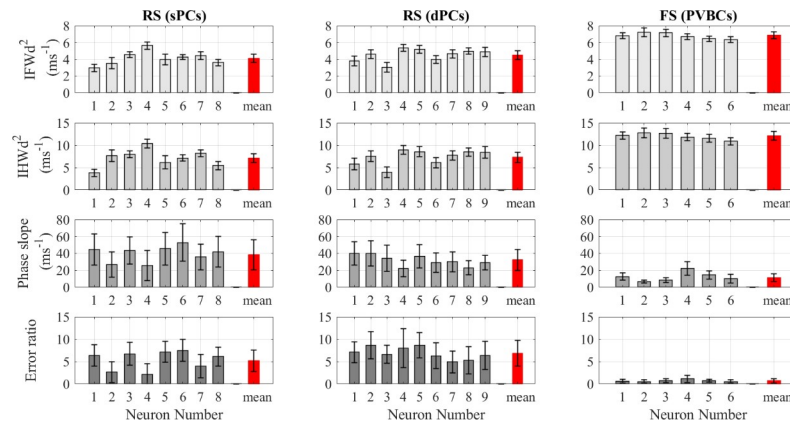 RS (sPCs) RS (dPCs) FS (PVBCs)
IFWd² (ms⁻¹)
8 6 4 2 0
1 2 3 4 5 6 7 8 mean
8 6 4 2 0
1 2 3 4 5 6 7 8 9 mean
8 6 4 2 0
1 2 3 4 5 6 mean
IHWd² (ms⁻¹)
15 10 5 0
1 2 3 4 5 6 7 8 mean
15 10 5 0
1 2 3 4 5 6 7 8 9 mean
15 10 5 0
1 2 3 4 5 6 mean
Phase slope (ms⁻¹)
80 60 40 20 0
1 2 3 4 5 6 7 8 mean
80 60 40 20 0
1 2 3 4 5 6 7 8 9 mean
80 60 40 20 0
1 2 3 4 5 6 mean
Error ratio
15 10 5 0
1 2 3 4 5 6 7 8 mean
15 10 5 0
1 2 3 4 5 6 7 8 9 mean
15 10 5 0
1 2 3 4 5 6 mean
Neuron Number Neuron Number Neuron Number